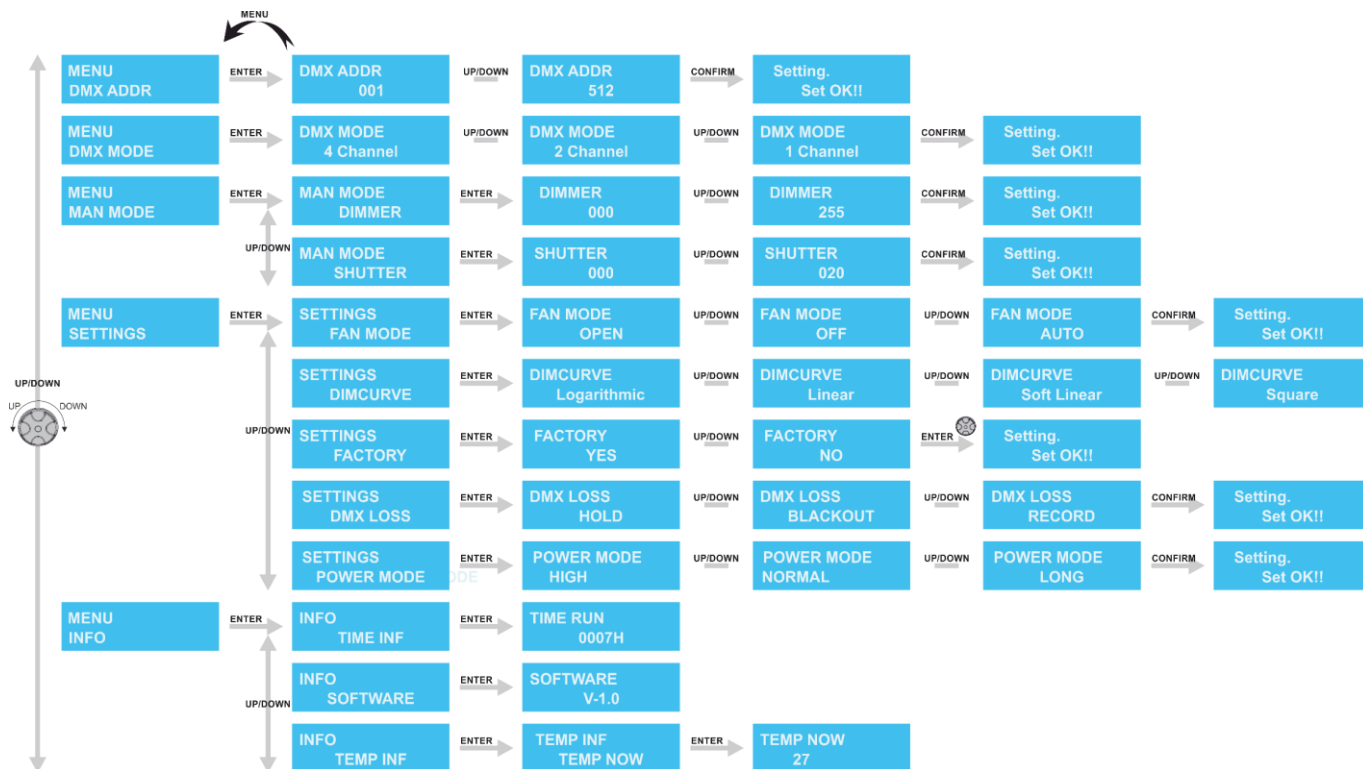 MENU
MENU
DMX ADDR
ENTER
DMX ADDR
001
UP/DOWN
DMX ADDR
512
CONFIRM
Setting.
Set OK!!
MENU
DMX MODE
ENTER
DMX MODE
4 Channel
UP/DOWN
DMX MODE
2 Channel
UP/DOWN
DMX MODE
1 Channel
CONFIRM
Setting.
Set OK!!
MENU
MAN MODE
ENTER
MAN MODE
DIMMER
ENTER
DIMMER
000
UP/DOWN
DIMMER
255
CONFIRM
Setting.
Set OK!!
UP/DOWN
MAN MODE
SHUTTER
ENTER
SHUTTER
000
UP/DOWN
SHUTTER
020
CONFIRM
Setting.
Set OK!!
MENU
SETTINGS
ENTER
SETTINGS
FAN MODE
ENTER
FAN MODE
OPEN
UP/DOWN
FAN MODE
OFF
UP/DOWN
FAN MODE
AUTO
CONFIRM
Setting.
Set OK!!
SETTINGS
DIMCURVE
ENTER
DIMCURVE
Logarithmic
UP/DOWN
DIMCURVE
Linear
UP/DOWN
DIMCURVE
Soft Linear
UP/DOWN
DIMCURVE
Square
UP/DOWN
UP
DOWN
UP/DOWN
SETTINGS
FACTORY
ENTER
FACTORY
YES
UP/DOWN
FACTORY
NO
ENTER
Setting.
Set OK!!
SETTINGS
DMX LOSS
ENTER
DMX LOSS
HOLD
UP/DOWN
DMX LOSS
BLACKOUT
UP/DOWN
DMX LOSS
RECORD
CONFIRM
Setting.
Set OK!!
SETTINGS
POWER MODE
ENTER
POWER MODE
HIGH
UP/DOWN
POWER MODE
NORMAL
UP/DOWN
POWER MODE
LONG
CONFIRM
Setting.
Set OK!!
MENU
INFO
ENTER
INFO
TIME INF
ENTER
TIME RUN
0007H
UP/DOWN
INFO
SOFTWARE
ENTER
SOFTWARE
V-1.0
INFO
TEMP INF
ENTER
TEMP INF
TEMP NOW
ENTER
TEMP NOW
27